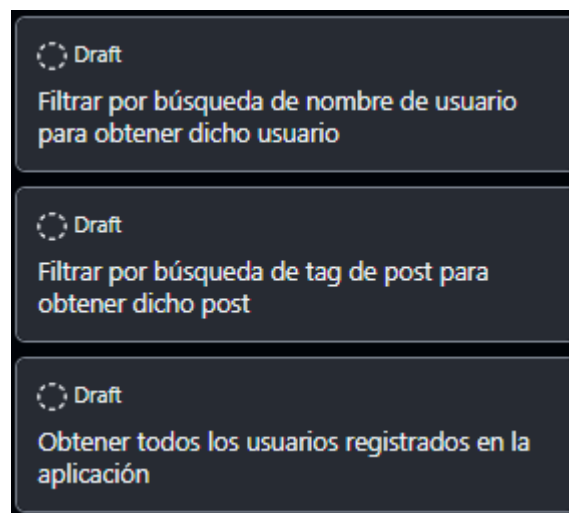 Draft
Filtrar por búsqueda de nombre de usuario
para obtener dicho usuario
Draft
Filtrar por búsqueda de tag de post para
obtener dicho post
Draft
Obtener todos los usuarios registrados en la
aplicación